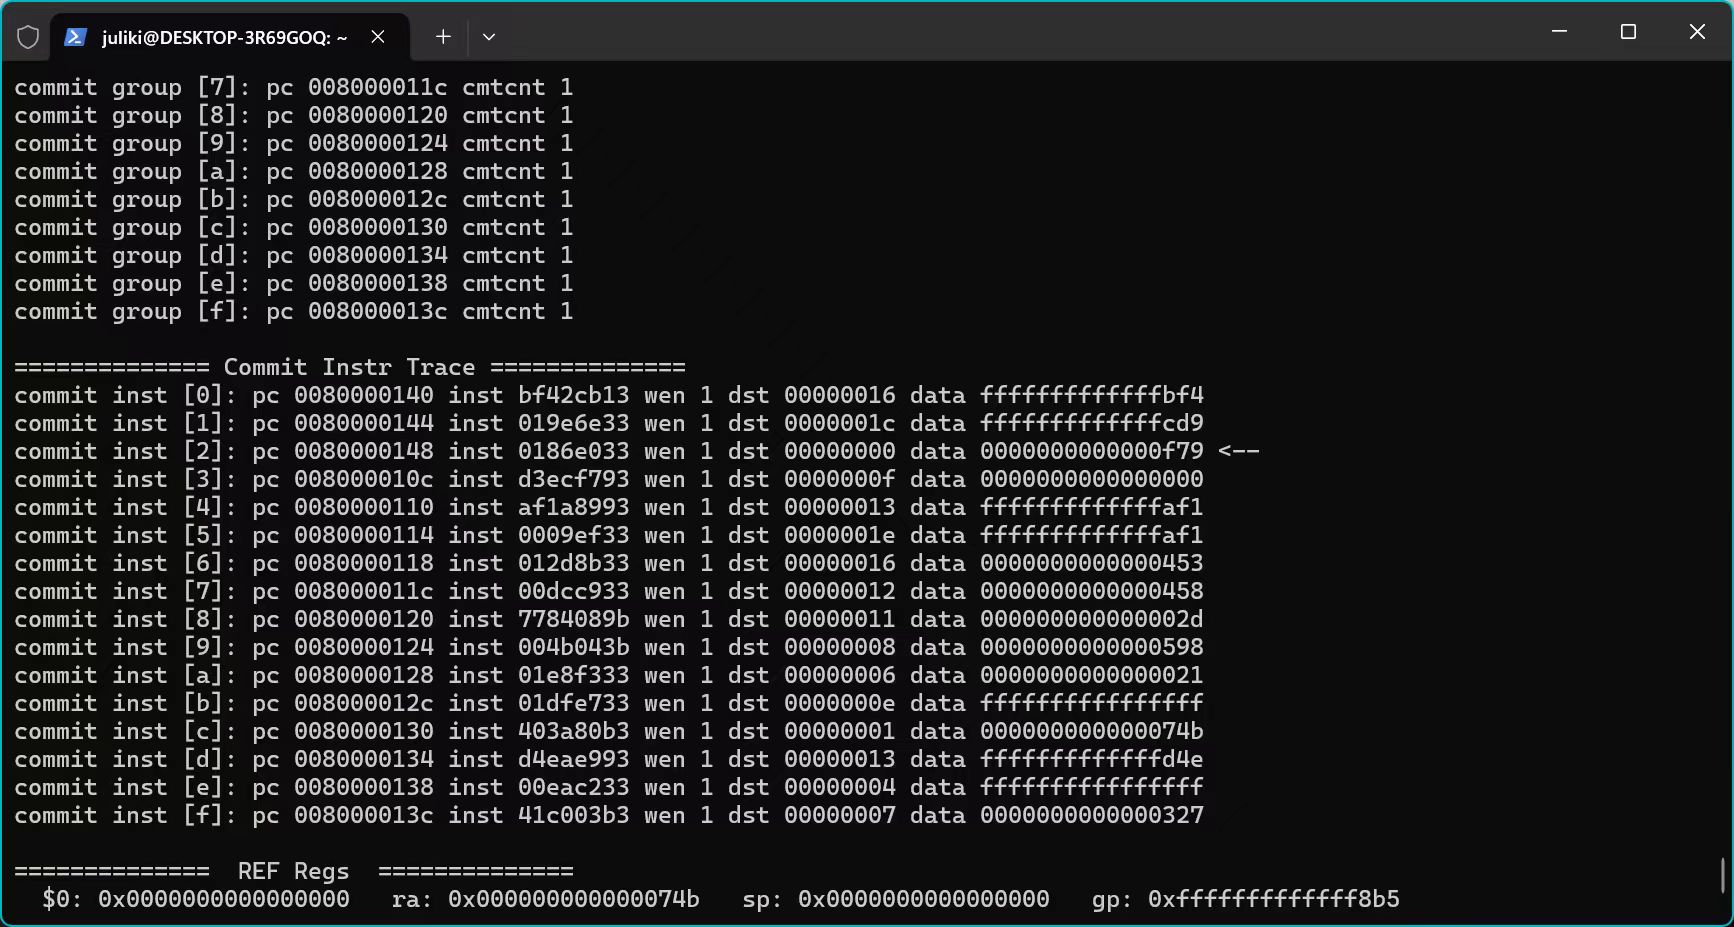 juliki@DESKTOP-3R69GOQ: ~
commit group [7]: pc 008000011c cmtcnt 1
commit group [8]: pc 0080000120 cmtcnt 1
commit group [9]: pc 0080000124 cmtcnt 1
commit group [a]: pc 0080000128 cmtcnt 1
commit group [b]: pc 008000012c cmtcnt 1
commit group [c]: pc 0080000130 cmtcnt 1
commit group [d]: pc 0080000134 cmtcnt 1
commit group [e]: pc 0080000138 cmtcnt 1
commit group [f]: pc 008000013c cmtcnt 1
============== Commit Instr Trace ==============
commit inst [0]: pc 0080000140 inst bf42cb13 wen 1 dst 00000016 data fffffffffffffbf4
commit inst [1]: pc 0080000144 inst 019e6e33 wen 1 dst 0000001c data fffffffffffffcd9
commit inst [2]: pc 0080000148 inst 0186e033 wen 1 dst 00000000 data 0000000000000f79 <--
commit inst [3]: pc 008000010c inst d3ecf793 wen 1 dst 0000000f data 0000000000000000
commit inst [4]: pc 0080000110 inst af1a8993 wen 1 dst 00000013 data fffffffffffffaf1
commit inst [5]: pc 0080000114 inst 0009ef33 wen 1 dst 0000001e data fffffffffffffaf1
commit inst [6]: pc 0080000118 inst 012d8b33 wen 1 dst 00000016 data 0000000000000453
commit inst [7]: pc 008000011c inst 00dcc933 wen 1 dst 00000012 data 0000000000000458
commit inst [8]: pc 0080000120 inst 7784089b wen 1 dst 00000011 data 000000000000002d
commit inst [9]: pc 0080000124 inst 004b043b wen 1 dst 00000008 data 0000000000000598
commit inst [a]: pc 0080000128 inst 01e8f333 wen 1 dst 00000006 data 0000000000000021
commit inst [b]: pc 008000012c inst 01dfe733 wen 1 dst 0000000e data ffffffffffffffff
commit inst [c]: pc 0080000130 inst 403a80b3 wen 1 dst 00000001 data 000000000000074b
commit inst [d]: pc 0080000134 inst d4eae993 wen 1 dst 00000013 data fffffffffffffd4e
commit inst [e]: pc 0080000138 inst 00eac233 wen 1 dst 00000004 data ffffffffffffffff
commit inst [f]: pc 008000013c inst 41c003b3 wen 1 dst 00000007 data 0000000000000327
==============  REF Regs  ==============
  $0: 0x0000000000000000   ra: 0x000000000000074b   sp: 0x0000000000000000   gp: 0xfffffffffffff8b5